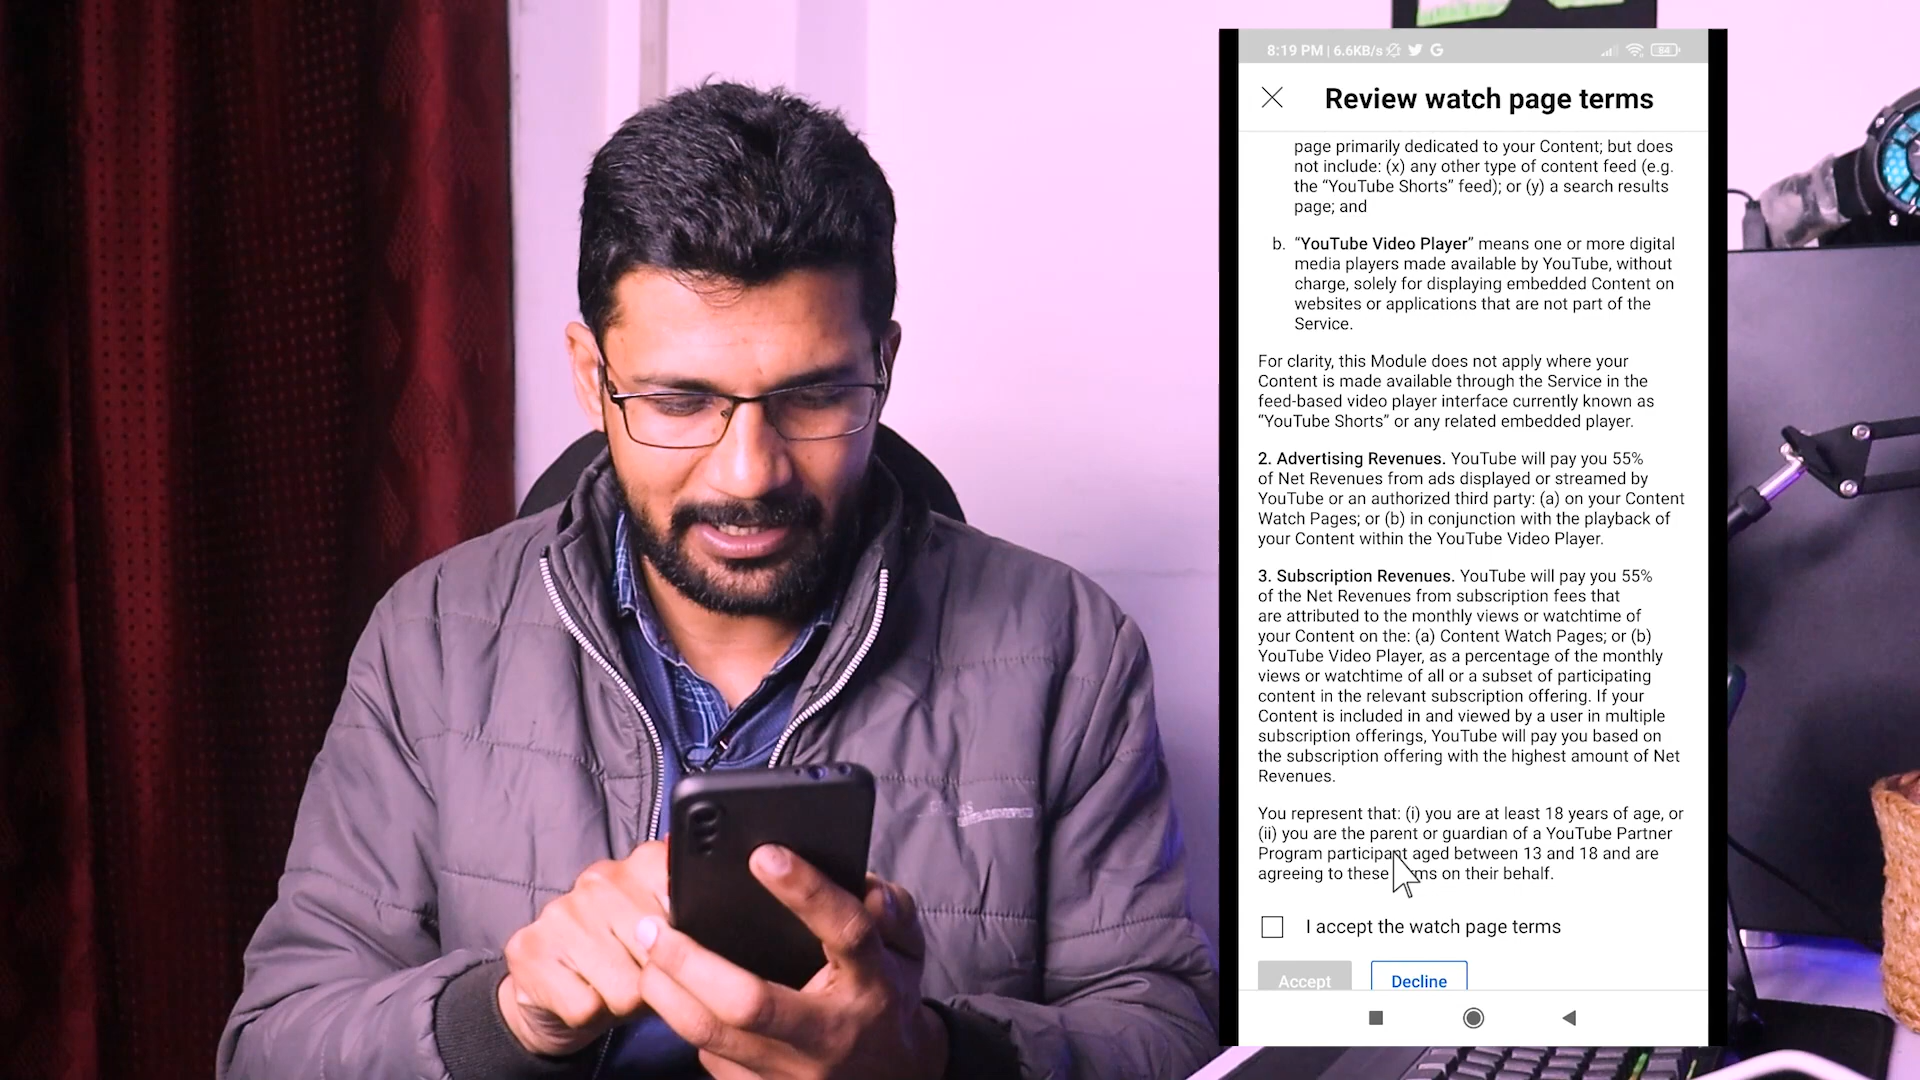 8:19 PM | 6.6KB/s
84
Review watch page terms
page primarily dedicated to your Content; but does
not include: (x) any other type of content feed (e.g.
the “YouTube Shorts” feed); or (y) a search results
page; and
b. “YouTube Video Player” means one or more digital
media players made available by YouTube, without
charge, solely for displaying embedded Content on
websites or applications that are not part of the
Service.
For clarity, this Module does not apply where your
Content is made available through the Service in the
feed-based video player interface currently known as
“YouTube Shorts” or any related embedded player.
2. Advertising Revenues. YouTube will pay you 55%
of Net Revenues from ads displayed or streamed by
YouTube or an authorized third party: (a) on your Content
Watch Pages; or (b) in conjunction with the playback of
your Content within the YouTube Video Player.
3. Subscription Revenues. YouTube will pay you 55%
of the Net Revenues from subscription fees that
are attributed to the monthly views or watchtime of
your Content on the: (a) Content Watch Pages; or (b)
YouTube Video Player, as a percentage of the monthly
views or watchtime of all or a subset of participating
content in the relevant subscription offering. If your
Content is included in and viewed by a user in multiple
subscription offerings, YouTube will pay you based on
the subscription offering with the highest amount of Net
Revenues.
You represent that: (i) you are at least 18 years of age, or
(ii) you are the parent or guardian of a YouTube Partner
Program participant aged between 13 and 18 and are
agreeing to these on their behalf.
I accept the watch page terms
Accept
Decline